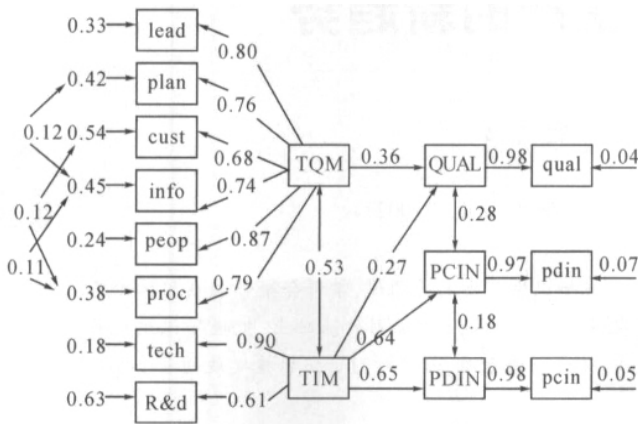 0.33 lead
0.80
0.42 plan
0.76
0.12 0.54 cust
0.68 TQM 0.36 QUAL 0.98 qual 0.04
0.45 info 0.74
0.12 0.28
0.24 peop 0.87
0.11 0.53 0.27 PCIN 0.97 pdin 0.07
0.38 proc 0.79
0.18
0.18 tech 0.90 0.64
TIM 0.65 PDIN 0.98 pcin 0.05
0.63 R&d 0.61